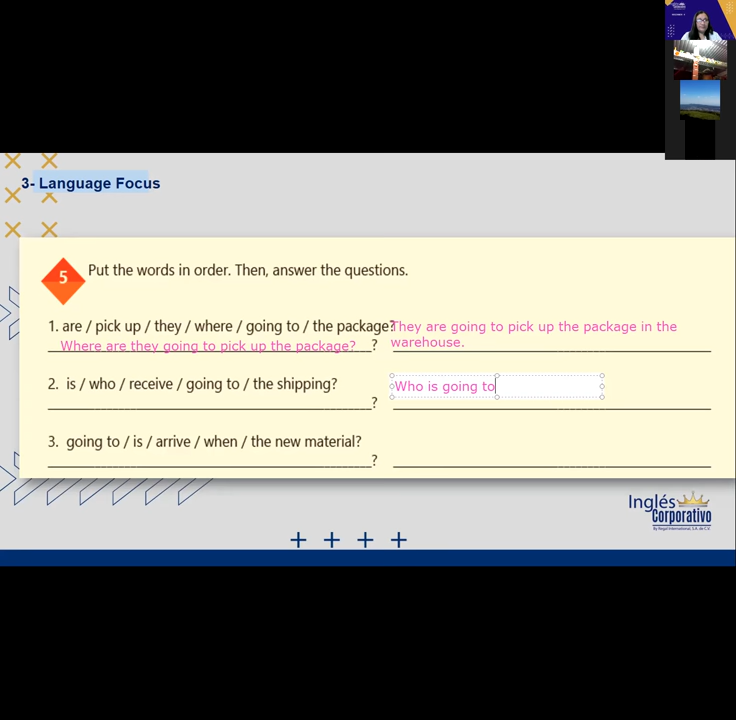 3- Language Focus
5
Put the words in order. Then, answer the questions.
1. are / pick up / they / where / going to / the package?
They are going to pick up the package in the
warehouse.
Where are they going to pick up the package? ?
2. is / who / receive / going to / the shipping?
Who is going to
?
3. going to / is / arrive / when / the new material?
?
Inglés
Corporativo